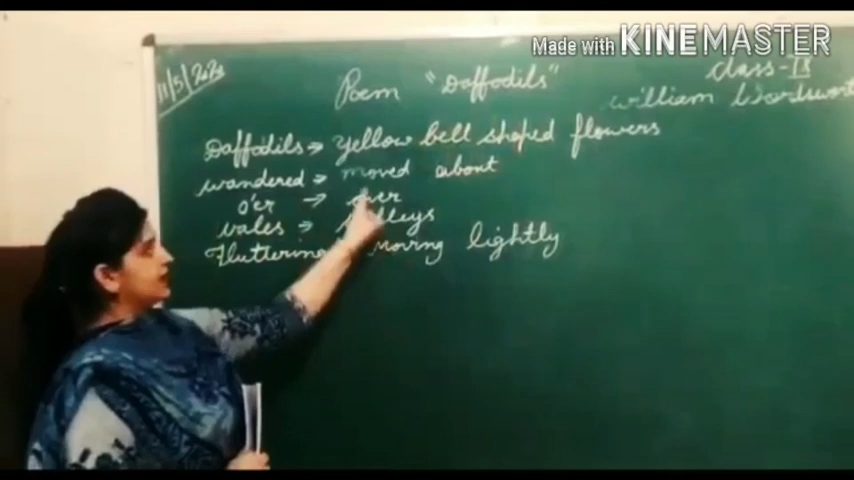 Made with KINEMASTER
11/5/2020
Poem "Daffodils"
Class-IX
William Wordswort
Daffodils → yellow bell shaped flowers
wandered → moved about
o'er → over
vales → valleys
Fluttering moving lightly